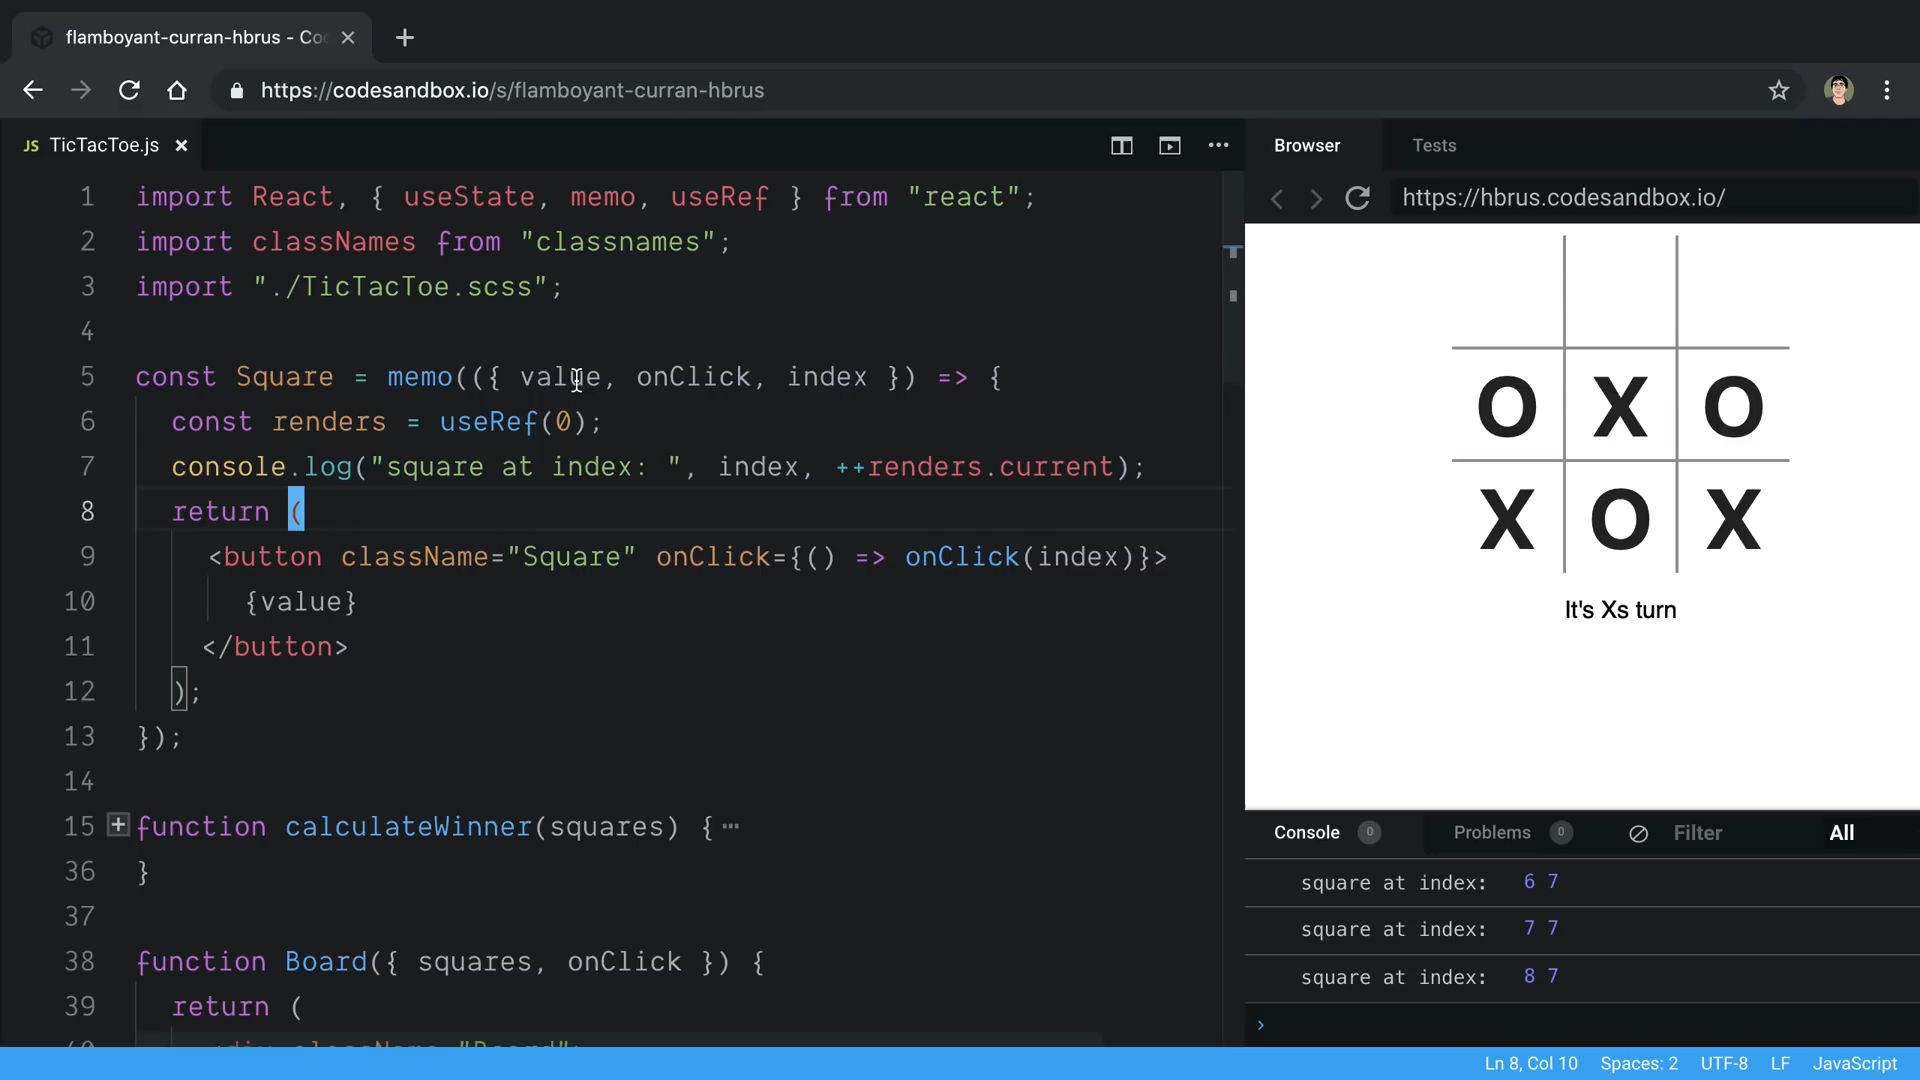 flamboyant-curran-hbrus - Co
https://codesandbox.io/s/flamboyant-curran-hbrus
JS TicTacToe.js
1 import React, { useState, memo, useRef } from "react";
2 import classNames from "classnames";
3 import "./TicTacToe.scss";
4
5 const Square = memo(({ value, onClick, index }) => {
6 const renders = useRef(0);
7 console.log("square at index: ", index, ++renders.current);
8 return (
9 <button className="Square" onClick={() => onClick(index)}>
10 {value}
11 </button>
12 );
13 });
14
15 function calculateWinner(squares) {
36 }
37
38 function Board({ squares, onClick }) {
39 return (
Browser Tests
https://hbrus.codesandbox.io/
O X O
X O X
It's Xs turn
Console 0 Problems 0 Filter All
square at index: 6 7
square at index: 7 7
square at index: 8 7
Ln 8, Col 10 Spaces: 2 UTF-8 LF JavaScript